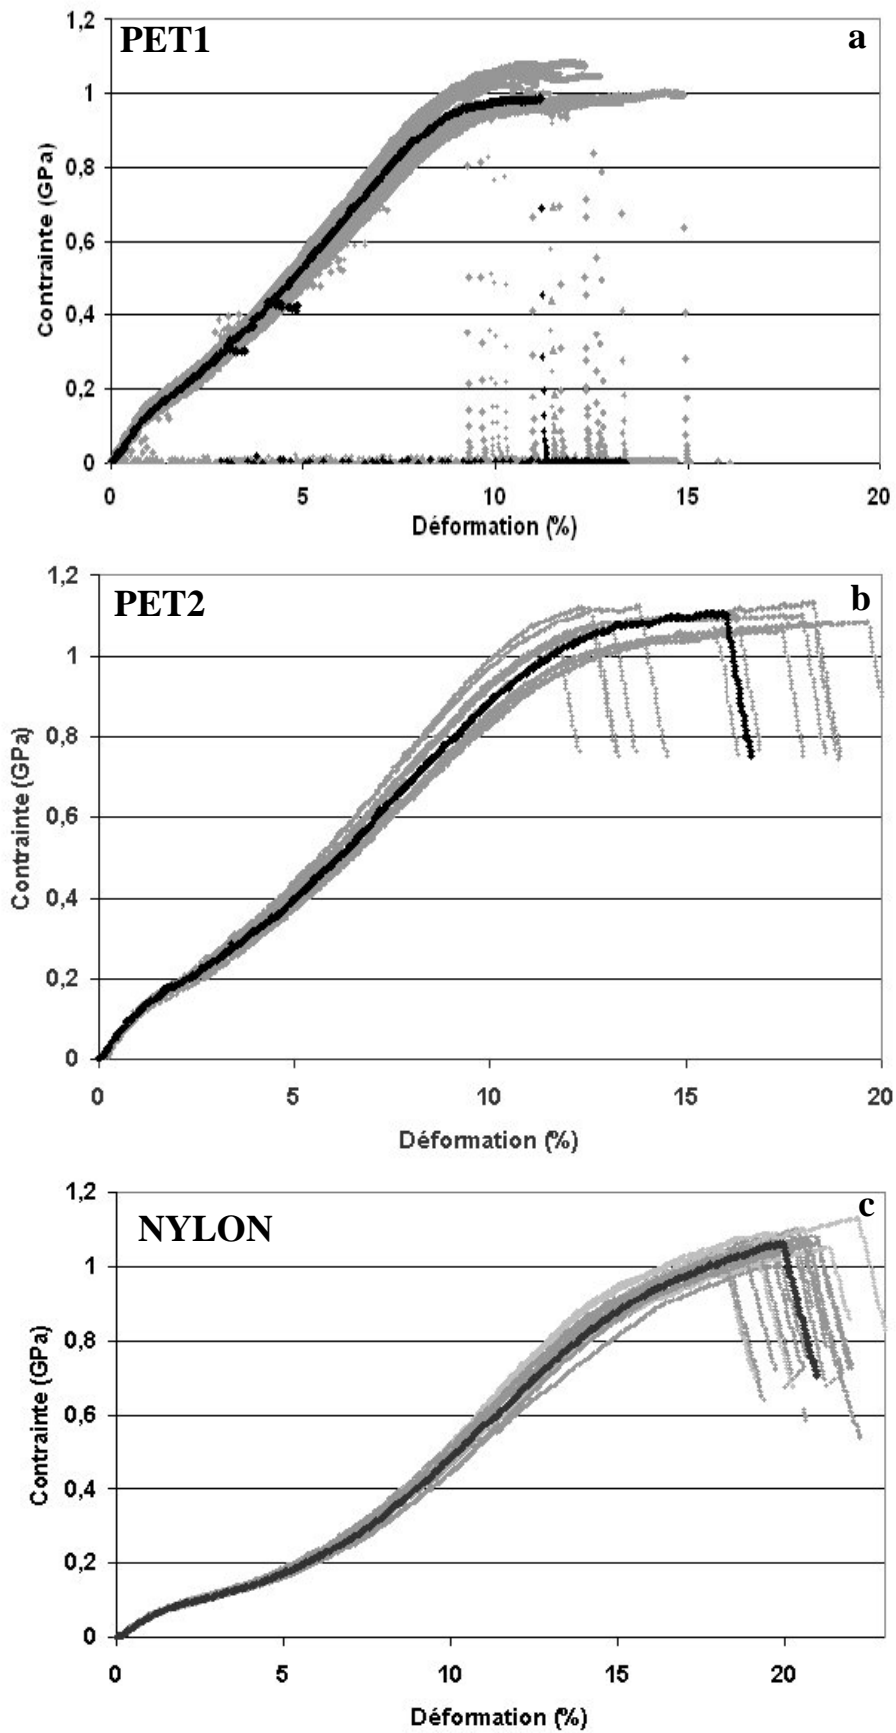 PET1
a
1,2
1
0,8
0,6
0,4
0,2
0
Contrainte (GPa)
0 5 10 15 20
Déformation (%)
PET2
b
1,2
1
0,8
0,6
0,4
0,2
0
Contrainte (GPa)
0 5 10 15 20
Déformation (%)
NYLON
c
1,2
1
0,8
0,6
0,4
0,2
0
Contrainte (GPa)
0 5 10 15 20
Déformation (%)